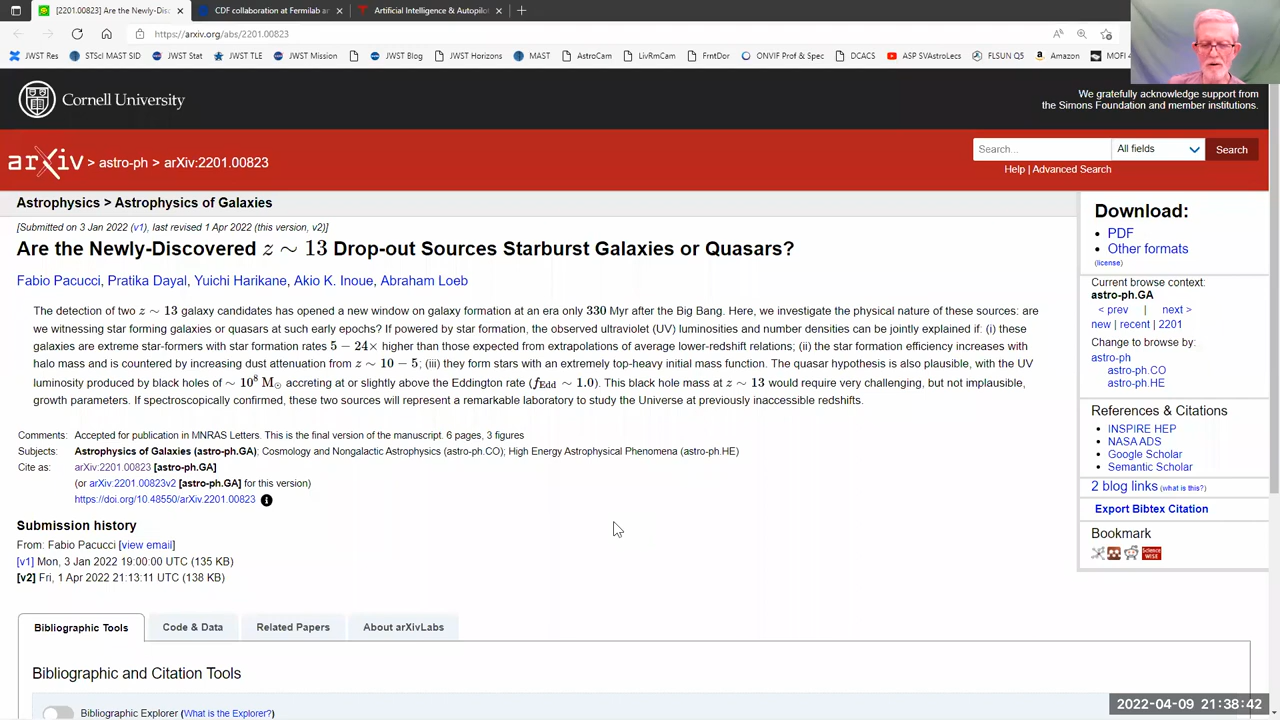 [2201.00823] Are the Newly-Disc
CDF collaboration at Fermilab an
Artificial Intelligence & Autopilot
https://arxiv.org/abs/2201.00823
JWST Res
STScI MAST SID
JWST Stat
JWST TLE
JWST Mission
JWST Blog
JWST Horizons
MAST
AstroCam
LivRmCam
FrntDor
ONVIF Prof & Spec
DCACS
ASP SVAstroLecs
FLSUN Q5
Amazon
MOFI 4
Cornell University
We gratefully acknowledge support from
the Simons Foundation and member institutions.
arXiv > astro-ph > arXiv:2201.00823
Search...
All fields
Search
Help | Advanced Search
Astrophysics > Astrophysics of Galaxies
[Submitted on 3 Jan 2022 (v1), last revised 1 Apr 2022 (this version, v2)]
Are the Newly-Discovered z ∼ 13 Drop-out Sources Starburst Galaxies or Quasars?
Fabio Pacucci, Pratika Dayal, Yuichi Harikane, Akio K. Inoue, Abraham Loeb
The detection of two z ∼ 13 galaxy candidates has opened a new window on galaxy formation at an era only 330 Myr after the Big Bang. Here, we investigate the physical nature of these sources: are
we witnessing star forming galaxies or quasars at such early epochs? If powered by star formation, the observed ultraviolet (UV) luminosities and number densities can be jointly explained if: (i) these
galaxies are extreme star-formers with star formation rates 5 − 24× higher than those expected from extrapolations of average lower-redshift relations; (ii) the star formation efficiency increases with
halo mass and is countered by increasing dust attenuation from z ∼ 10 − 5; (iii) they form stars with an extremely top-heavy initial mass function. The quasar hypothesis is also plausible, with the UV
luminosity produced by black holes of ∼ 10⁸ M⊙ accreting at or slightly above the Eddington rate (fEdd ∼ 1.0). This black hole mass at z ∼ 13 would require very challenging, but not implausible,
growth parameters. If spectroscopically confirmed, these two sources will represent a remarkable laboratory to study the Universe at previously inaccessible redshifts.
Comments: Accepted for publication in MNRAS Letters. This is the final version of the manuscript. 6 pages, 3 figures
Subjects: Astrophysics of Galaxies (astro-ph.GA); Cosmology and Nongalactic Astrophysics (astro-ph.CO); High Energy Astrophysical Phenomena (astro-ph.HE)
Cite as: arXiv:2201.00823 [astro-ph.GA]
(or arXiv:2201.00823v2 [astro-ph.GA] for this version)
https://doi.org/10.48550/arXiv.2201.00823
Submission history
From: Fabio Pacucci [view email]
[v1] Mon, 3 Jan 2022 19:00:00 UTC (135 KB)
[v2] Fri, 1 Apr 2022 21:13:11 UTC (138 KB)
Bibliographic Tools
Code & Data
Related Papers
About arXivLabs
Bibliographic and Citation Tools
Bibliographic Explorer (What is the Explorer?)
Download:
PDF
Other formats
(license)
Current browse context:
astro-ph.GA
< prev | next >
new | recent | 2201
Change to browse by:
astro-ph
astro-ph.CO
astro-ph.HE
References & Citations
INSPIRE HEP
NASA ADS
Google Scholar
Semantic Scholar
2 blog links (what is this?)
Export Bibtex Citation
Bookmark
Science
WISE
2022-04-09 21:38:42